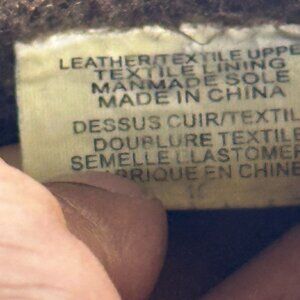 LEATHER/TEXTILE UPPE
TEXTILE LINING
MANMADE SOLE
MADE IN CHINA
DESSUS CUIR/TEXTIL
DOUBLURE TEXTILE
SEMELLE ELASTOMER
FABRIQUE EN CHINE